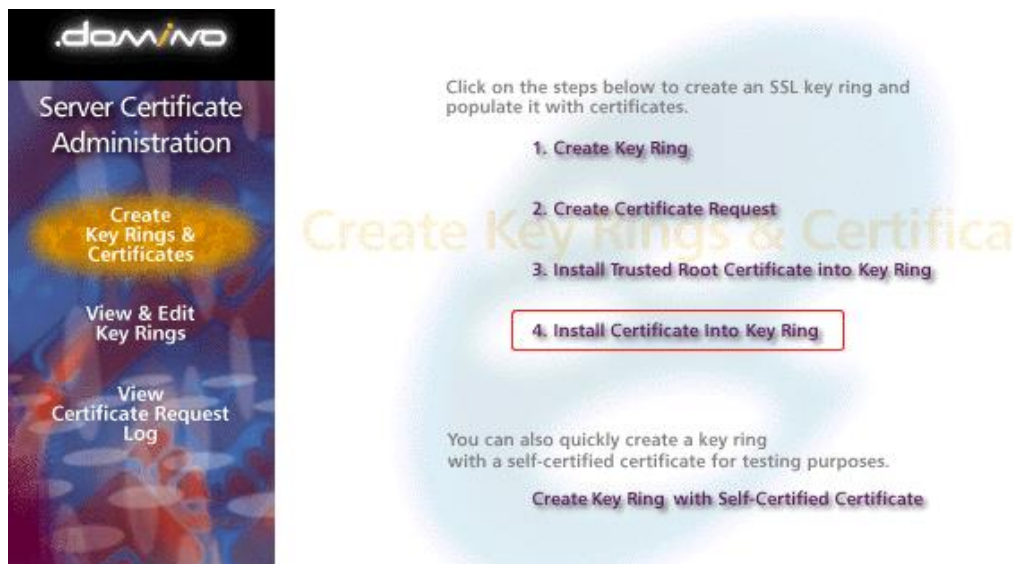 .domino
Server Certificate
Administration
Create
Key Rings &
Certificates
View & Edit
Key Rings
View
Certificate Request
Log
Create Key Rings & Certifica
Click on the steps below to create an SSL key ring and
populate it with certificates.
1. Create Key Ring
2. Create Certificate Request
3. Install Trusted Root Certificate into Key Ring
4. Install Certificate Into Key Ring
You can also quickly create a key ring
with a self-certified certificate for testing purposes.
Create Key Ring with Self-Certified Certificate